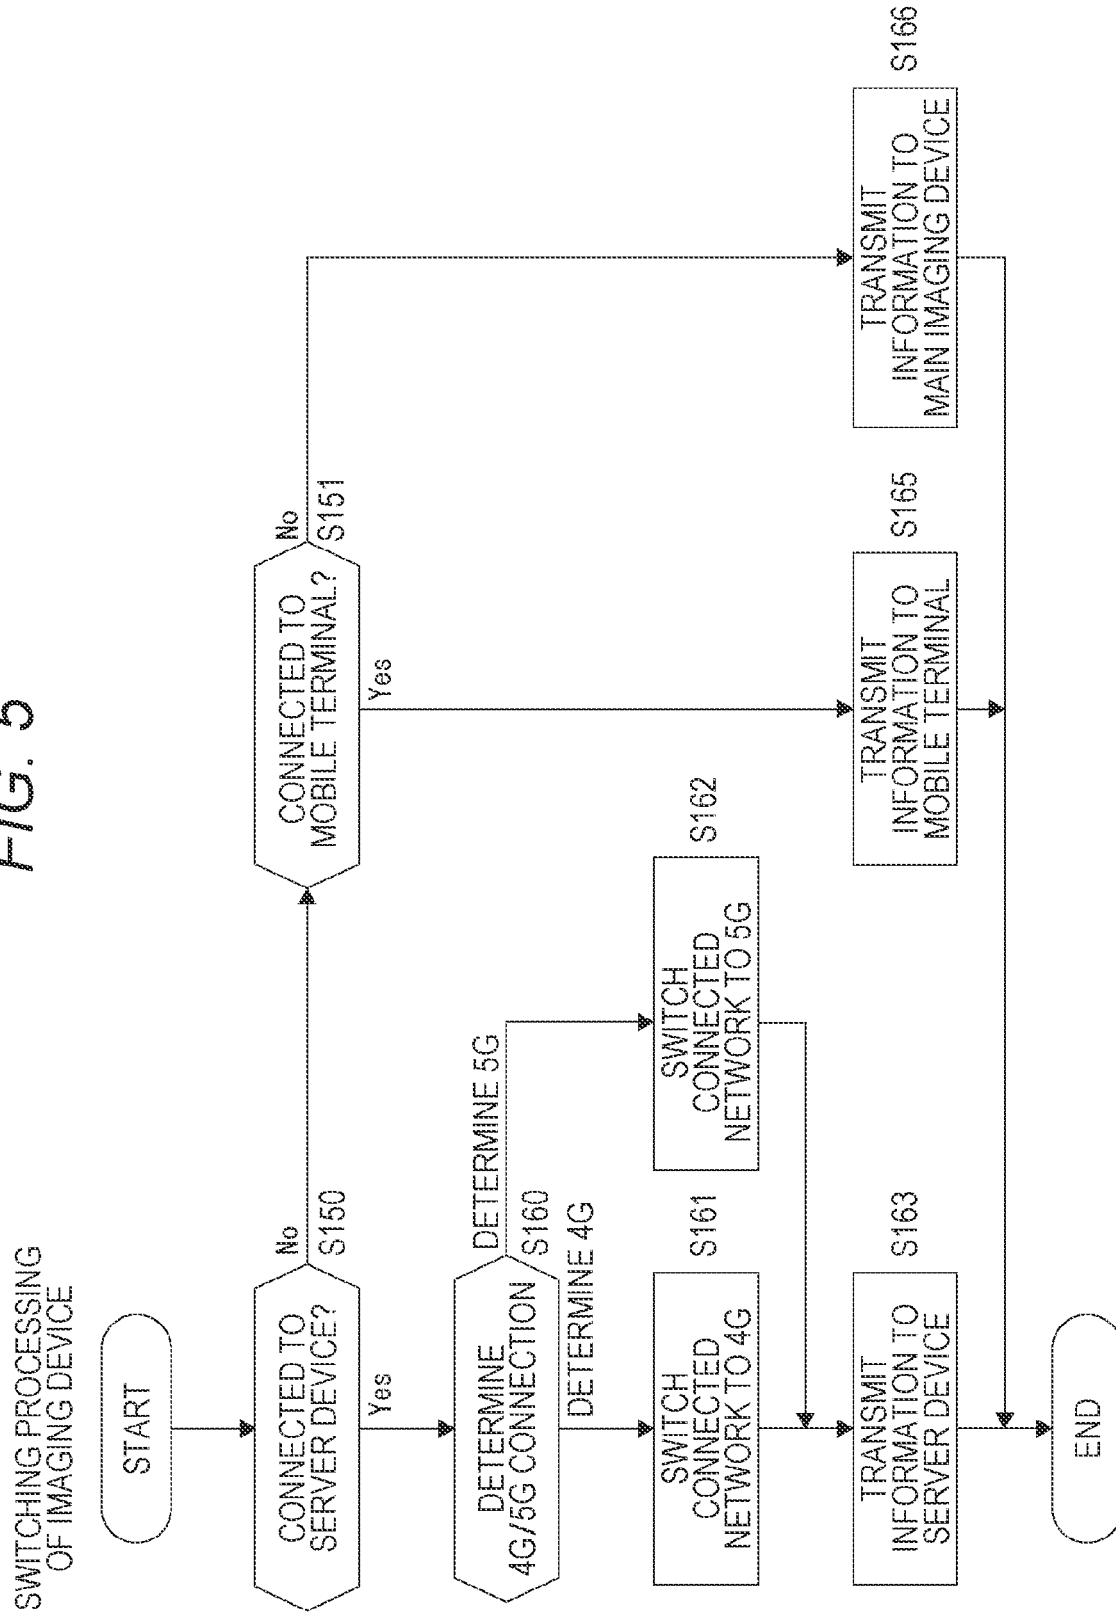 FIG. 5
SWITCHING PROCESSING
OF IMAGING DEVICE
START
CONNECTED TO
SERVER DEVICE?
No
S150
Yes
CONNECTED TO
MOBILE TERMINAL?
No
S151
Yes
DETERMINE
4G/5G CONNECTION
DETERMINE 5G
S160
DETERMINE 4G
SWITCH
CONNECTED
NETWORK TO 4G
S161
SWITCH
CONNECTED
NETWORK TO 5G
S162
TRANSMIT
INFORMATION TO
SERVER DEVICE
S163
TRANSMIT
INFORMATION TO
MOBILE TERMINAL
S165
TRANSMIT
INFORMATION TO
MAIN IMAGING DEVICE
S166
END